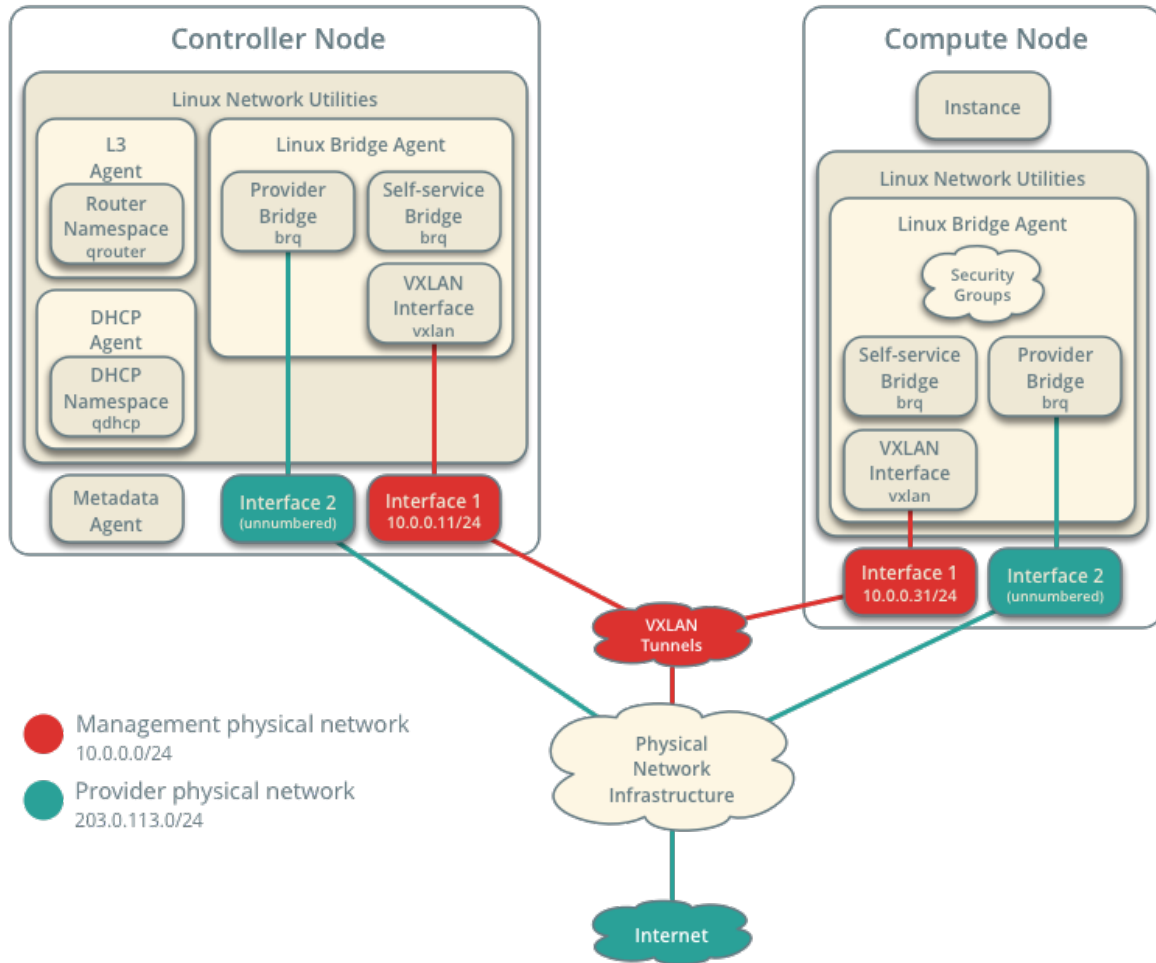 Controller Node
Linux Network Utilities
L3
Agent
Router
Namespace
qrouter
DHCP
Agent
DHCP
Namespace
qdhcp
Linux Bridge Agent
Provider
Bridge
brq
Self-service
Bridge
brq
VXLAN
Interface
vxlan
Metadata
Agent
Interface 2
(unnumbered)
Interface 1
10.0.0.11/24
Compute Node
Instance
Linux Network Utilities
Linux Bridge Agent
Security
Groups
Self-service
Bridge
brq
Provider
Bridge
brq
VXLAN
Interface
vxlan
Interface 1
10.0.0.31/24
Interface 2
(unnumbered)
VXLAN
Tunnels
Physical
Network
Infrastructure
Internet
Management physical network
10.0.0.0/24
Provider physical network
203.0.113.0/24